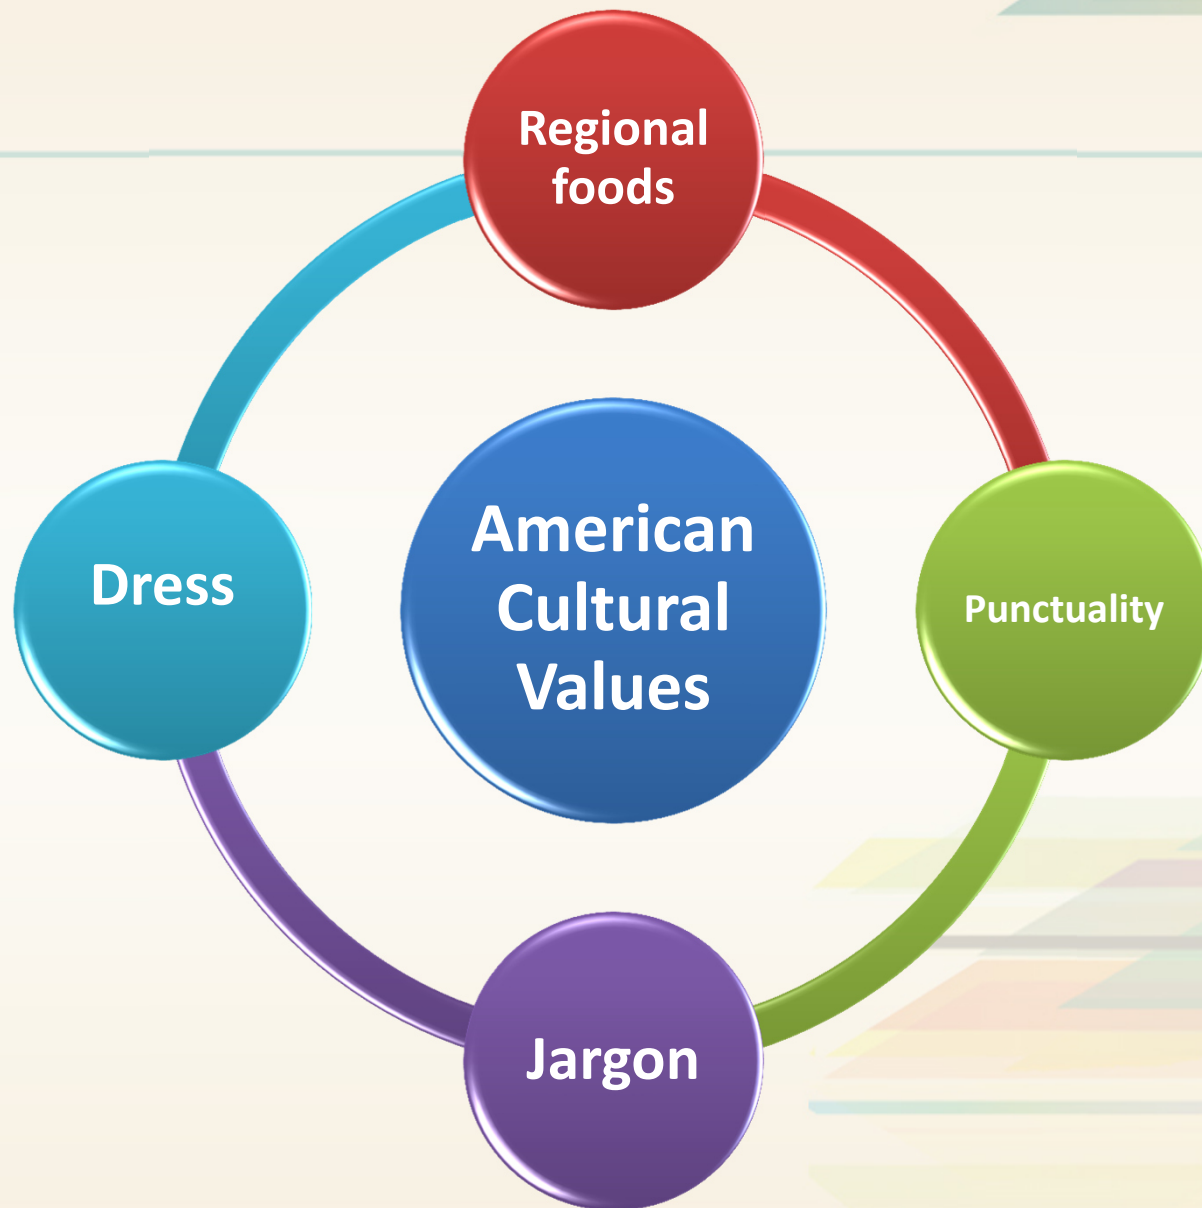 Regional
foods
Dress
American
Cultural
Values
Punctuality
Jargon